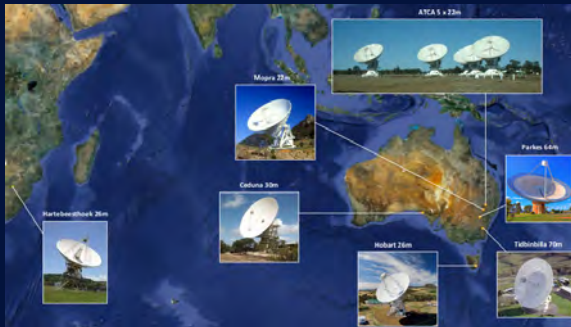 ATCA 5 x 22m
Mopra 22m
Parkes 64m
Ceduna 30m
Hartebeesthoek 26m
Hobart 26m
Tidbinbilla 70m